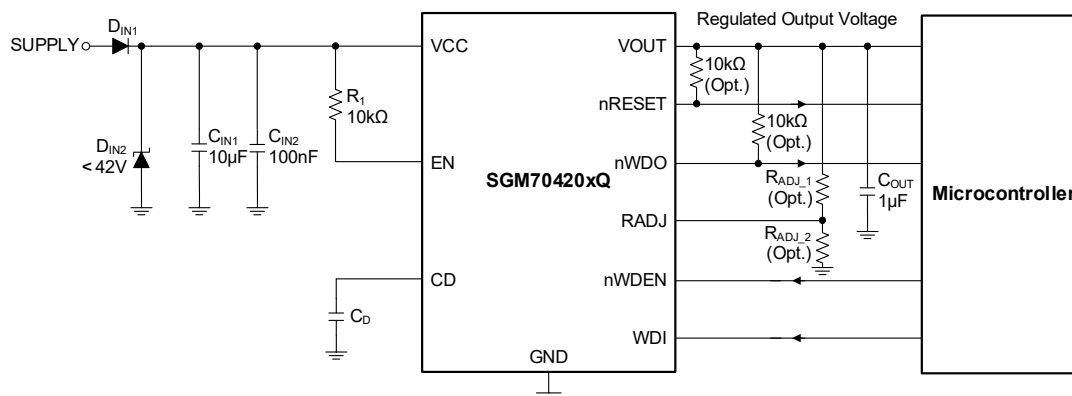 Regulated Output Voltage
SUPPLY
D_IN1
VCC
VOUT
10kΩ
(Opt.)
R_1
10kΩ
nRESET
10kΩ
(Opt.)
D_IN2
< 42V
C_IN1
10μF
C_IN2
100nF
EN
SGM70420xQ
nWDO
R_ADJ_1
(Opt.)
C_OUT
1μF
Microcontroller
RADJ
R_ADJ_2
(Opt.)
CD
nWDEN
C_D
WDI
GND